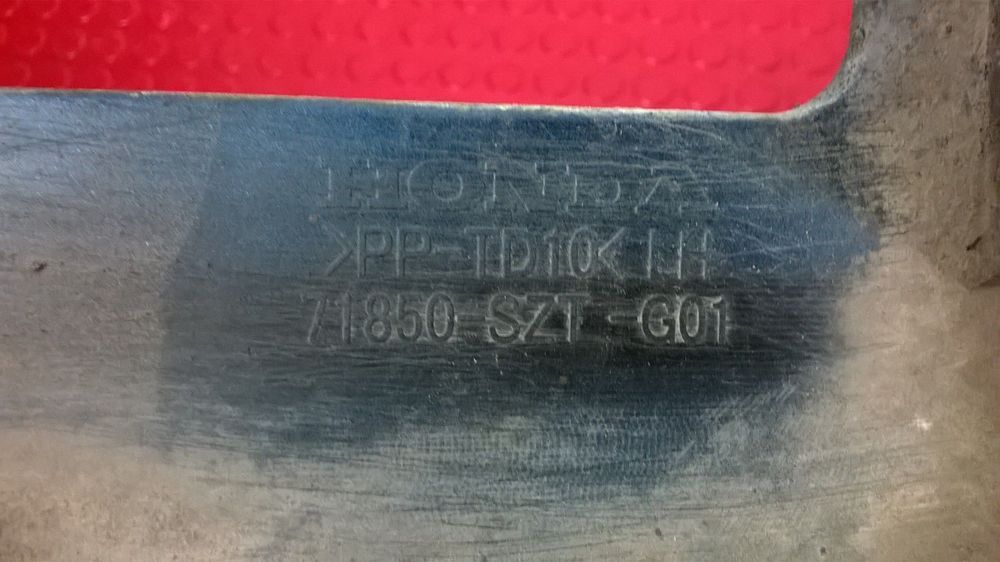 HONDA
>PP-TD10< LH
71850-SZT-G01